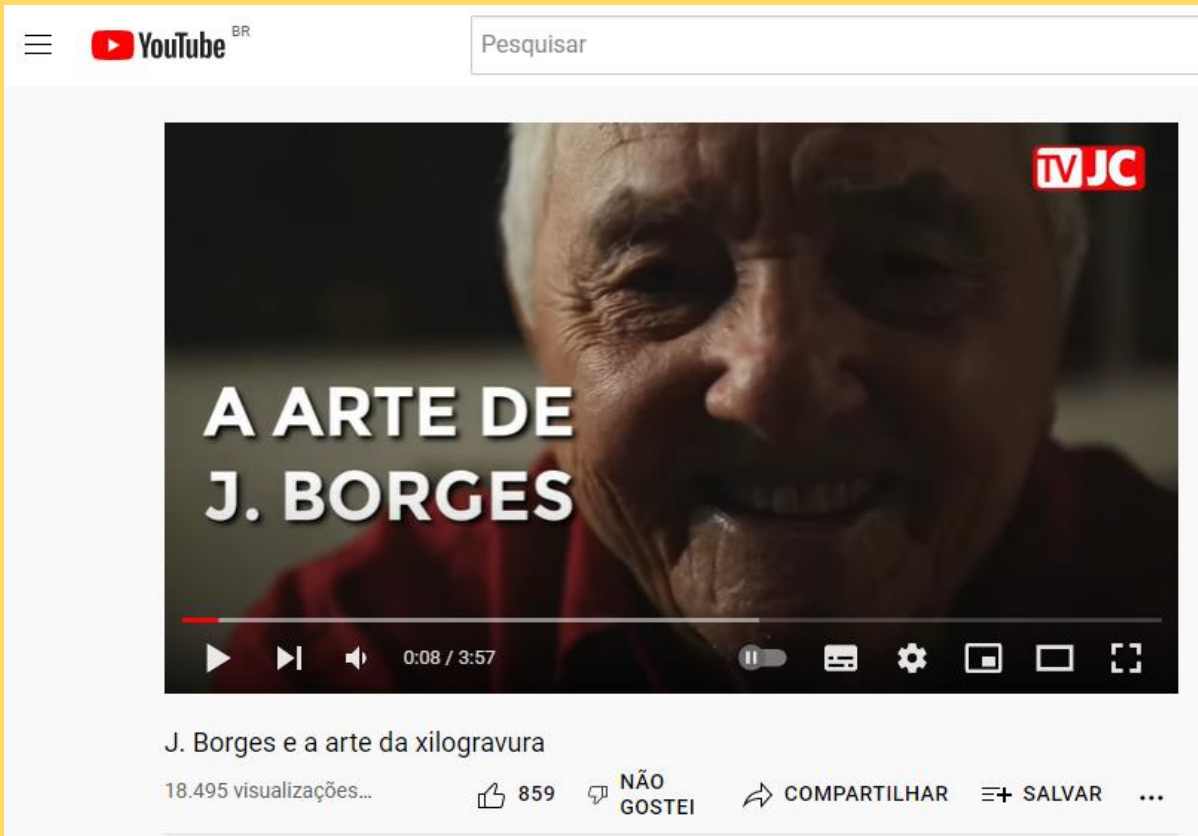 YouTube BR
Pesquisar
TV JC
A ARTE DE
J. BORGES
0:08 / 3:57
J. Borges e a arte da xilogravura
18.495 visualizações...
859
NÃO
GOSTEI
COMPARTILHAR
SALVAR
...